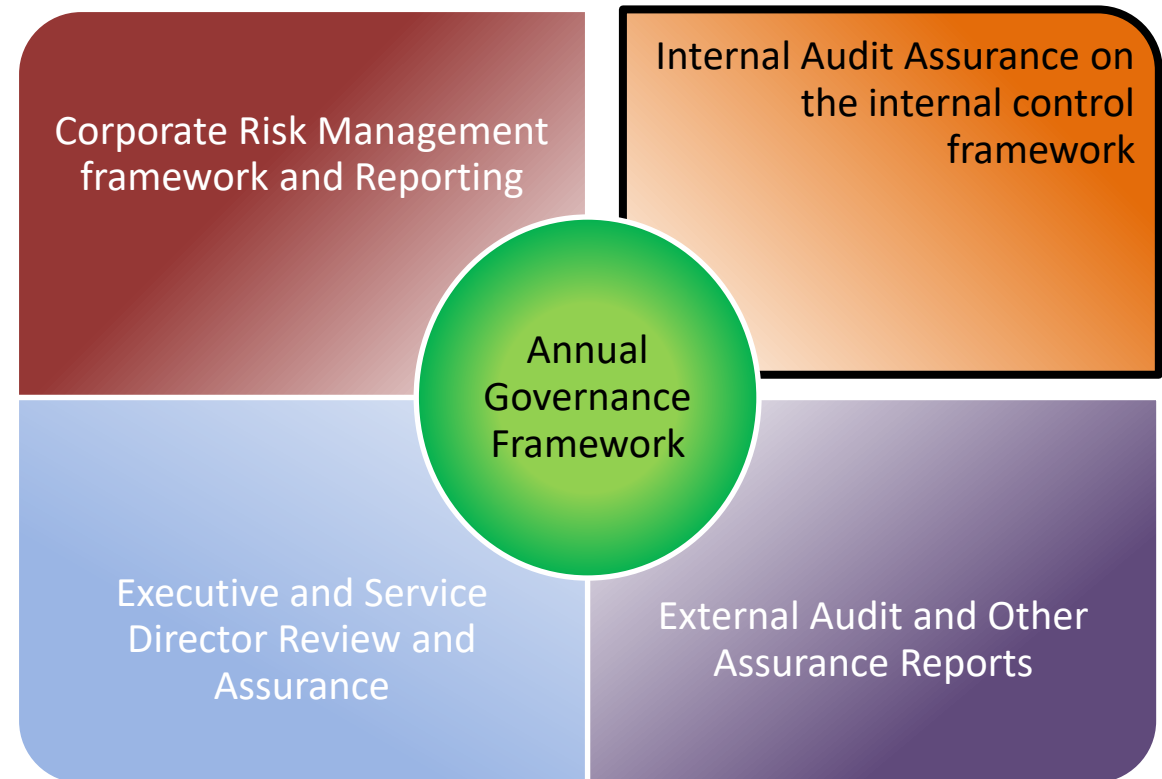 Corporate Risk Management
framework and Reporting
Internal Audit Assurance on
the internal control
framework
Annual
Governance
Framework
Executive and Service
Director Review and
Assurance
External Audit and Other
Assurance Reports